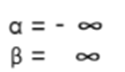 α = - ∞
β = ∞